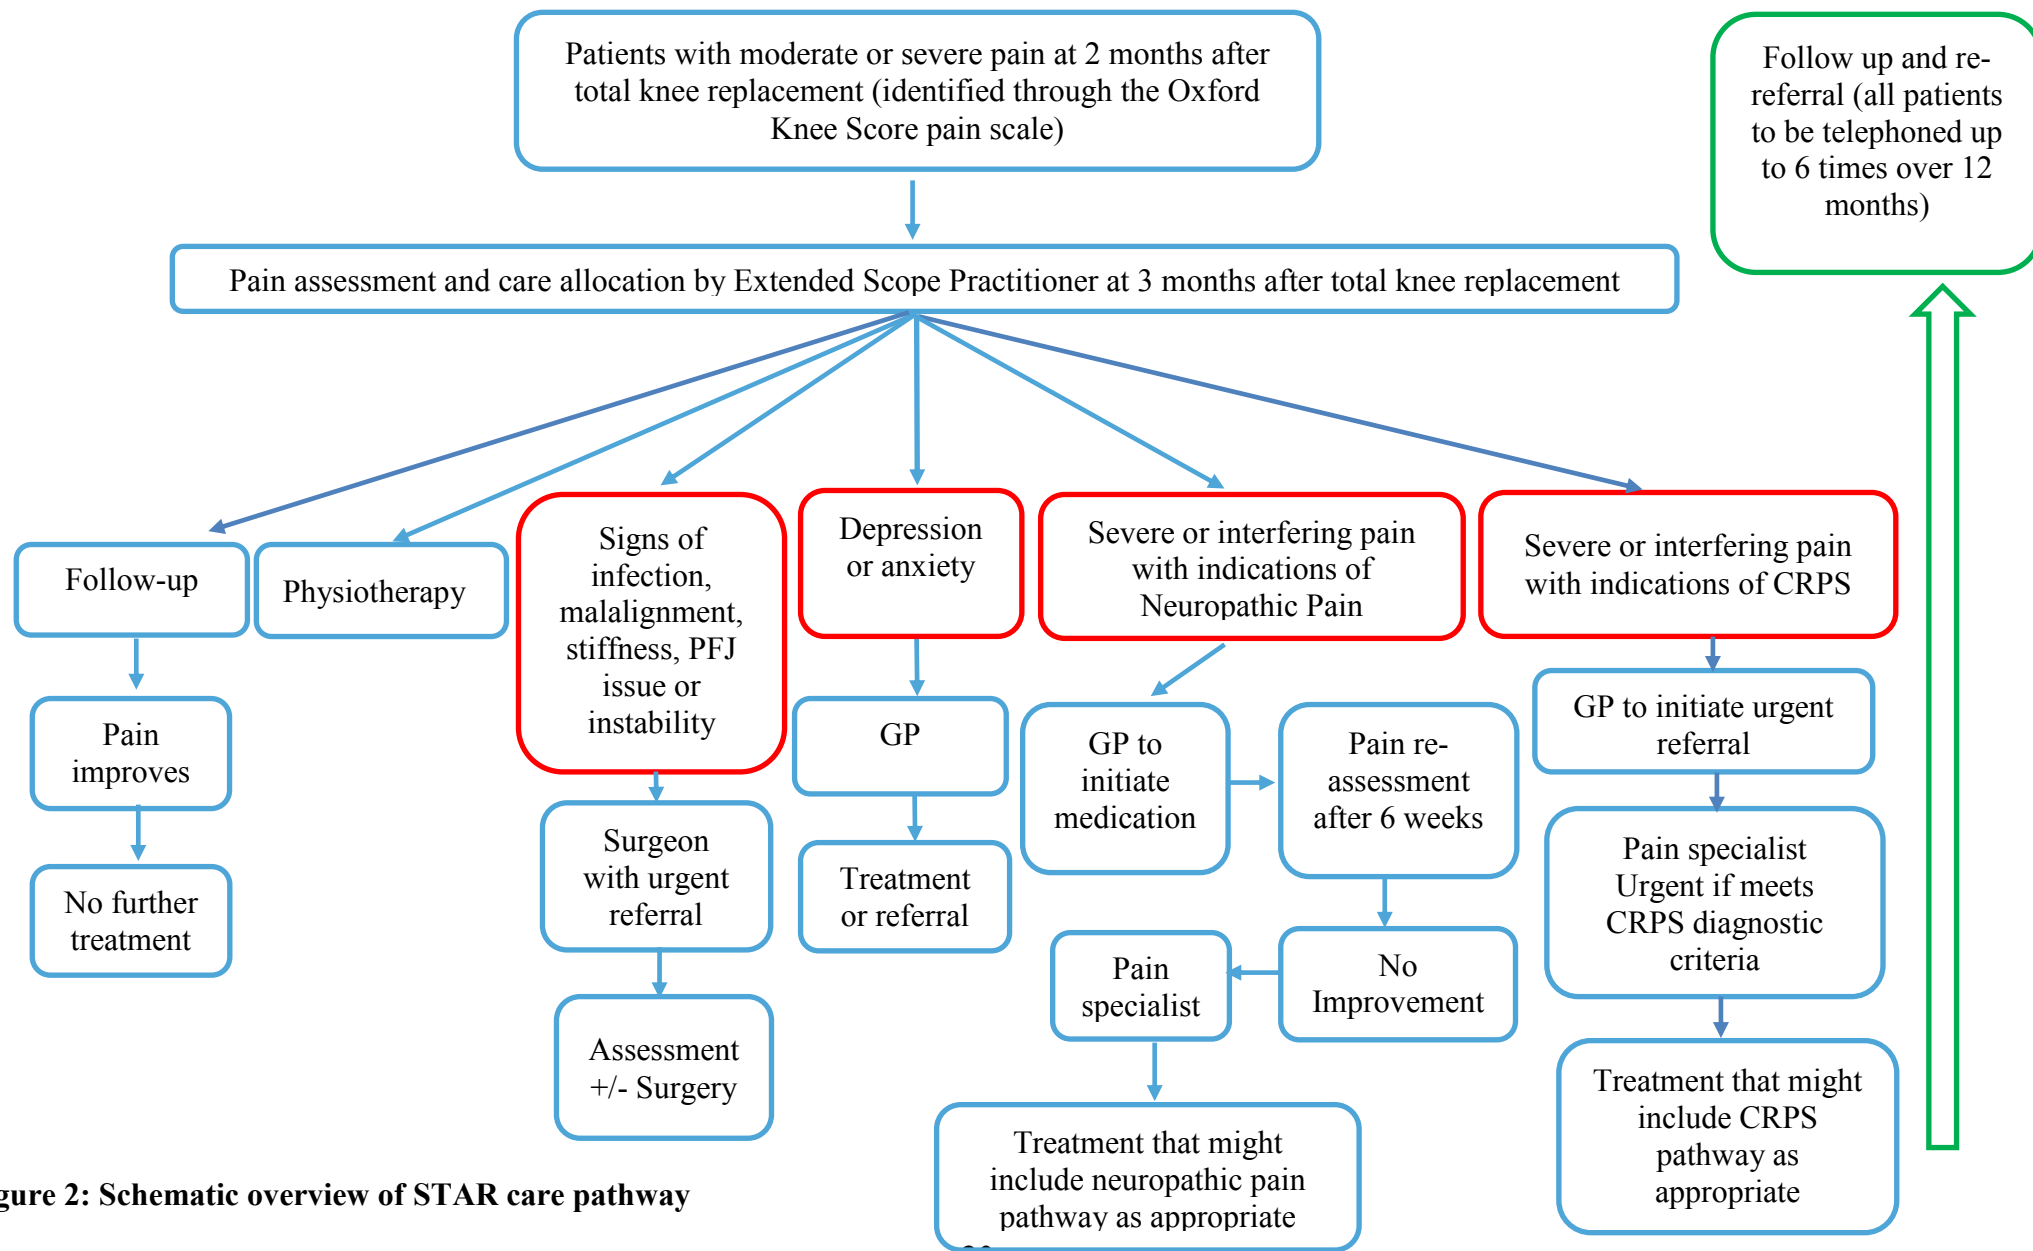 Patients with moderate or severe pain at 2 months after
total knee replacement (identified through the Oxford
Knee Score pain scale)
Follow up and re-
referral (all patients
to be telephoned up
to 6 times over 12
months)
Pain assessment and care allocation by Extended Scope Practitioner at 3 months after total knee replacement
Follow-up
Pain
improves
No further
treatment
Physiotherapy
Signs of
infection,
malalignment,
stiffness, PFJ
issue or
instability
Surgeon
with urgent
referral
Assessment
+/- Surgery
Depression
or anxiety
GP
Treatment
or referral
Severe or interfering pain
with indications of
Neuropathic Pain
GP to
initiate
medication
Pain re-
assessment
after 6 weeks
No
Improvement
Pain
specialist
Treatment that might
include neuropathic pain
pathway as appropriate
Severe or interfering pain
with indications of CRPS
GP to initiate urgent
referral
Pain specialist
Urgent if meets
CRPS diagnostic
criteria
Treatment that might
include CRPS
pathway as
appropriate
gure 2: Schematic overview of STAR care pathway